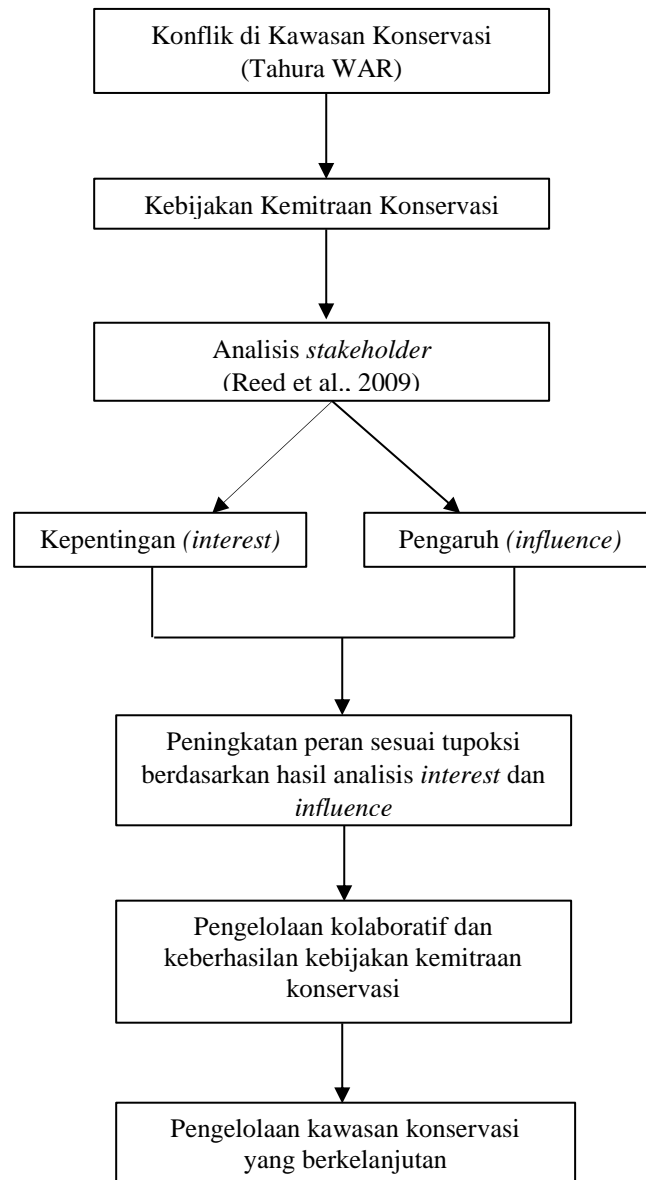 Konflik di Kawasan Konservasi
(Tahura WAR)
Kebijakan Kemitraan Konservasi
Analisis stakeholder
(Reed et al.. 2009)
Kepentingan (interest)
Pengaruh (influence)
Peningkatan peran sesuai tupoksi
berdasarkan hasil analisis interest dan
influence
Pengelolaan kolaboratif dan
keberhasilan kebijakan kemitraan
konservasi
Pengelolaan kawasan konservasi
yang berkelanjutan